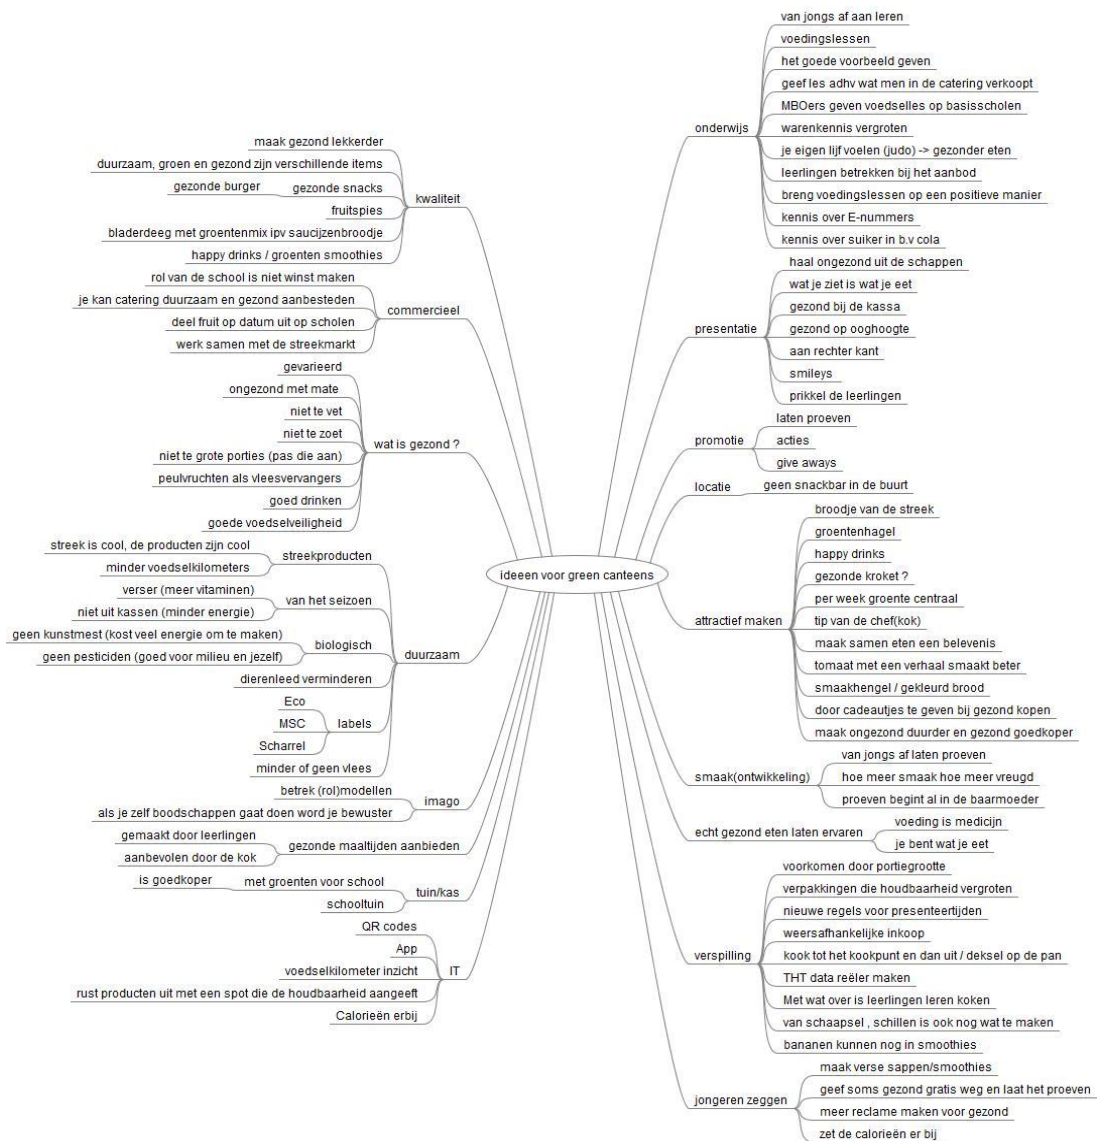 ideeen voor green canteens
onderwijs
van jongs af aan leren
voedingslessen
het goede voorbeeld geven
geef les adhv wat men in de catering verkoopt
MBOers geven voedselles op basisscholen
warenkennis vergroten
je eigen lijf voelen (judo) -> gezonder eten
leerlingen betrekken bij het aanbod
breng voedingslessen op een positieve manier
kennis over E-nummers
kennis over suiker in b.v cola
presentatie
haal ongezond uit de schappen
wat je ziet is wat je eet
gezond bij de kassa
gezond op ooghoogte
aan rechter kant
smileys
prikkel de leerlingen
promotie
laten proeven
acties
give aways
locatie
geen snackbar in de buurt
attractief maken
broodje van de streek
groentenhagel
happy drinks
gezonde kroket ?
per week groente centraal
tip van de chef(kok)
maak samen eten een belevenis
tomaat met een verhaal smaakt beter
smaakhengel / gekleurd brood
door cadeautjes te geven bij gezond kopen
maak ongezond duurder en gezond goedkoper
smaak(ontwikkeling)
van jongs af laten proeven
hoe meer smaak hoe meer vreugd
proeven begint al in de baarmoeder
echt gezond eten laten ervaren
voeding is medicijn
je bent wat je eet
verspilling
voorkomen door portiegrootte
verpakkingen die houdbaarheid vergroten
nieuwe regels voor presenteertijden
weersafhankelijke inkoop
kook tot het kookpunt en dan uit / deksel op de pan
THT data reëler maken
Met wat over is leerlingen leren koken
van schaapsel , schillen is ook nog wat te maken
bananen kunnen nog in smoothies
jongeren zeggen
maak verse sappen/smoothies
geef soms gezond gratis weg en laat het proeven
meer reclame maken voor gezond
zet de calorieën er bij
kwaliteit
maak gezond lekkerder
duurzaam, groen en gezond zijn verschillende items
gezonde snacks
gezonde burger
fruitspies
bladerdeeg met groentenmix ipv saucijzenbroodje
happy drinks / groenten smoothies
commercieel
rol van de school is niet winst maken
je kan catering duurzaam en gezond aanbesteden
deel fruit op datum uit op scholen
werk samen met de streekmarkt
wat is gezond ?
gevarieerd
ongezond met mate
niet te vet
niet te zoet
niet te grote porties (pas die aan)
peulvruchten als vleesvervangers
goed drinken
goede voedselveiligheid
duurzaam
streekproducten
streek is cool, de producten zijn cool
minder voedselkilometers
van het seizoen
verser (meer vitaminen)
niet uit kassen (minder energie)
biologisch
geen kunstmest (kost veel energie om te maken)
geen pesticiden (goed voor milieu en jezelf)
dierenleed verminderen
labels
Eco
MSC
Scharrel
minder of geen vlees
imago
betrek (rol)modellen
als je zelf boodschappen gaat doen word je bewuster
gezonde maaltijden aanbieden
gemaakt door leerlingen
aanbevolen door de kok
tuin/kas
met groenten voor school
is goedkoper
schooltuin
IT
QR codes
App
voedselkilometer inzicht
rust producten uit met een spot die de houdbaarheid aangeeft
Calorieën erbij